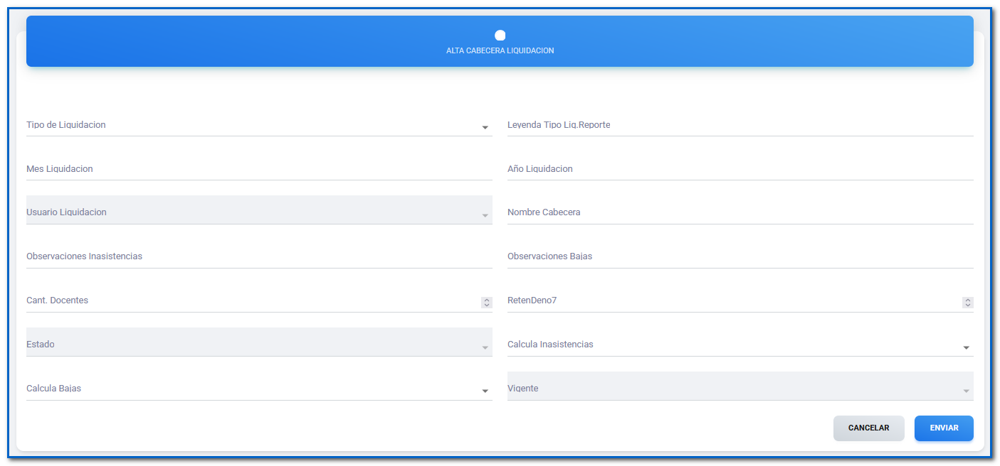 ALTA CABECERA LIQUIDACION
Tipo de Liquidacion
Leyenda Tipo Liq.Reporte
Mes Liquidacion
Año Liquidacion
Usuario Liquidacion
Nombre Cabecera
Observaciones Inasistencias
Observaciones Bajas
Cant. Docentes
RetenDeno7
Estado
Calcula Inasistencias
Calcula Bajas
Vigente
CANCELAR
ENVIAR